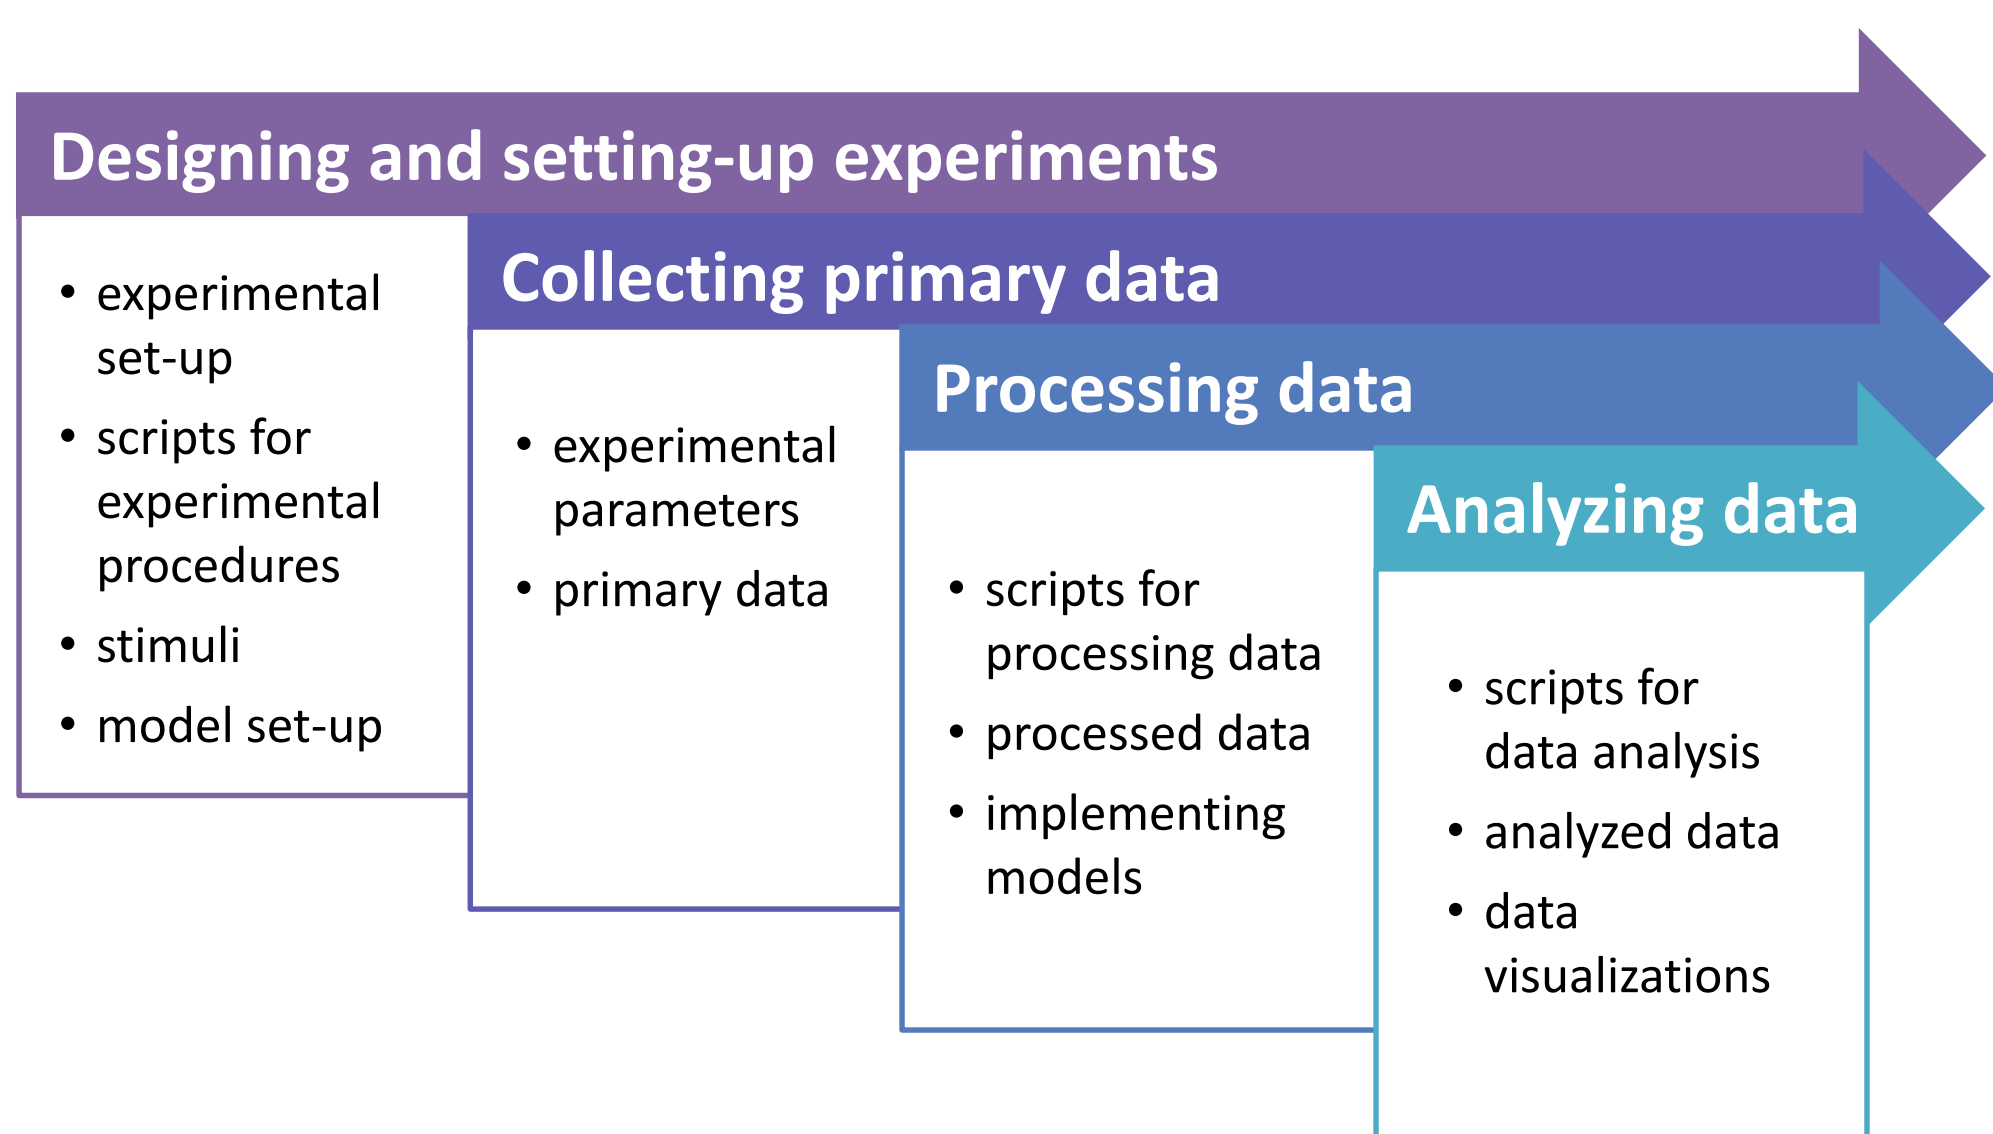 Designing and setting-up experiments
• experimental
set-up
• scripts for
experimental
procedures
• stimuli
• model set-up
Collecting primary data
• experimental
parameters
• primary data
Processing data
• scripts for
processing data
• processed data
• implementing
models
Analyzing data
• scripts for
data analysis
• analyzed data
• data
visualizations